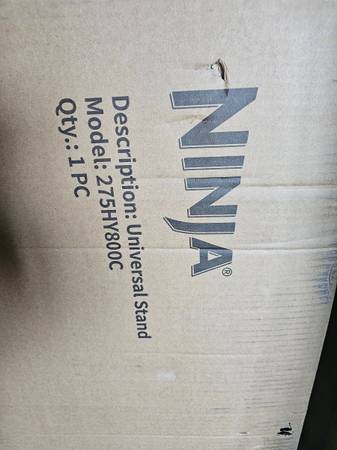 NINJA®
Description: Universal Stand
Model: 275HY800C
Qty.: 1 PC